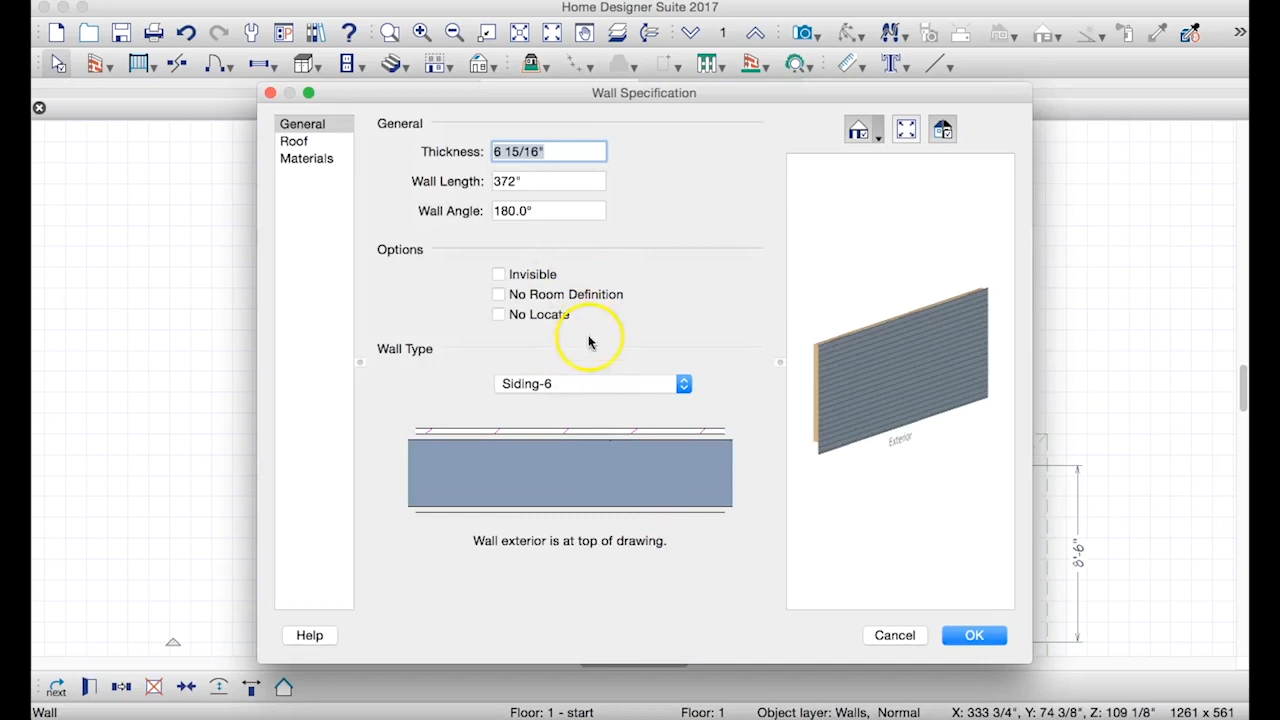 Home Designer Suite 2017
1
Wall Specification
General
Roof
Materials
General
Thickness: 6 15/16"
Wall Length: 372"
Wall Angle: 180.0°
Options
Invisible
No Room Definition
No Locate
Wall Type
Siding-6
Wall exterior is at top of drawing.
Exterior
9'-8"
Help
Cancel
OK
next
Wall
Floor: 1 - start
Floor: 1
Object layer: Walls, Normal
X: 333 3/4", Y: 74 3/8", Z: 109 1/8"
1261 x 561